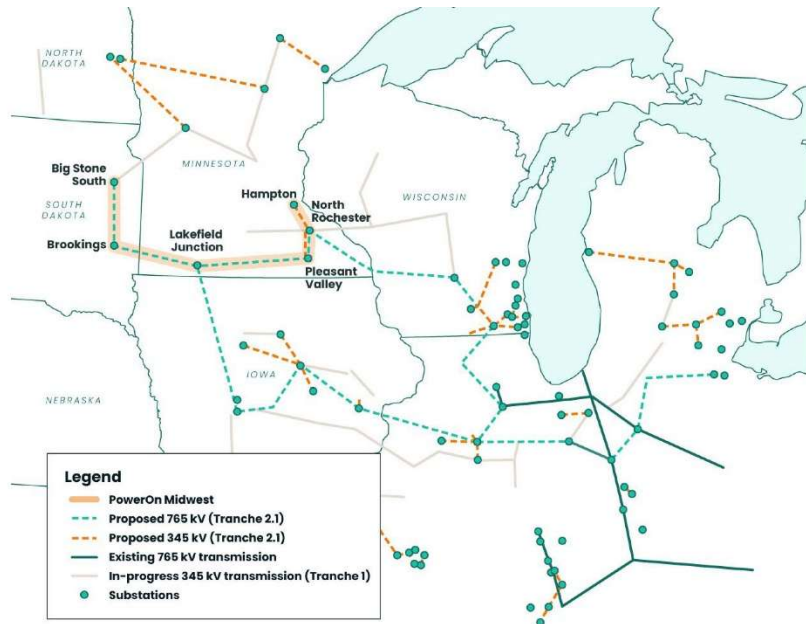 NORTH
DAKOTA
MINNESOTA
Big Stone
South
SOUTH
DAKOTA
Hampton
North
Rochester
WISCONSIN
Brookings
Lakefield
Junction
Pleasant
Valley
IOWA
NEBRASKA
Legend
PowerOn Midwest
Proposed 765 kV (Tranche 2.1)
Proposed 345 kV (Tranche 2.1)
Existing 765 kV transmission
In-progress 345 kV transmission (Tranche 1)
Substations